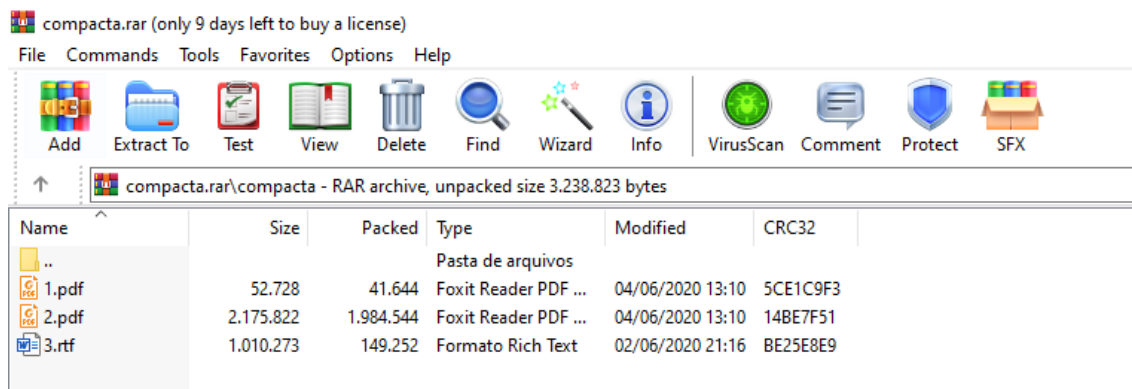 compacta.rar (only 9 days left to buy a license)
File Commands Tools Favorites Options Help
Add Extract To Test View Delete Find Wizard Info VirusScan Comment Protect SFX
compacta.rar\compacta - RAR archive, unpacked size 3.238.823 bytes
Name Size Packed Type Modified CRC32
.. Pasta de arquivos
1.pdf 52.728 41.644 Foxit Reader PDF ... 04/06/2020 13:10 5CE1C9F3
2.pdf 2.175.822 1.984.544 Foxit Reader PDF ... 04/06/2020 13:10 14BE7F51
3.rtf 1.010.273 149.252 Formato Rich Text 02/06/2020 21:16 BE25E8E9